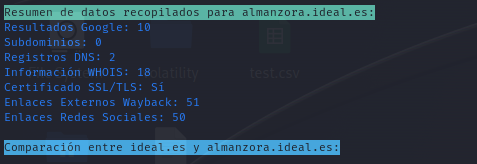 Resumen de datos recopilados para almanzora.ideal.es:
Resultados Google: 10
Subdominios: 0
Registros DNS: 2
Información WHOIS: 18
Certificado SSL/TLS: Sí
Enlaces Externos Wayback: 51
Enlaces Redes Sociales: 50
Comparación entre ideal.es y almanzora.ideal.es:
test.csv